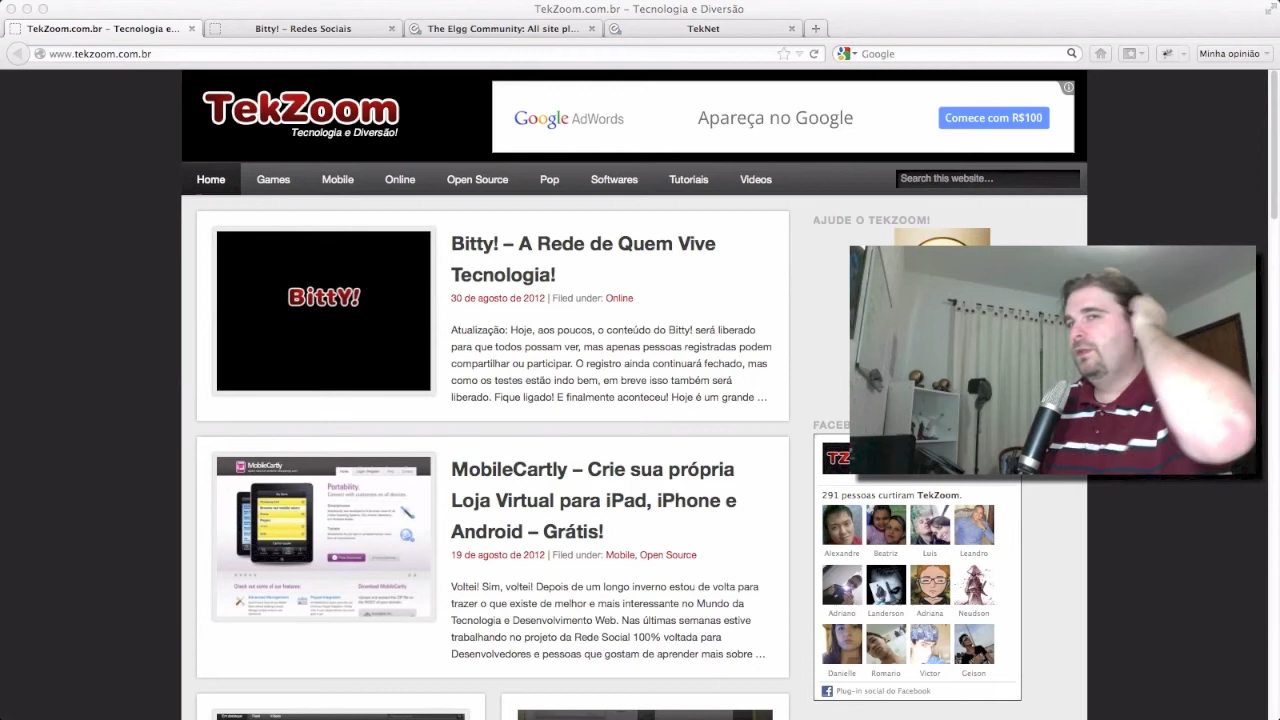 TekZoom.com.br – Tecnologia e Diversão
TekZoom.com.br – Tecnologia e...
Bitty! – Redes Sociais
The Elgg Community: All site pl...
TekNet
www.tekzoom.com.br
Google
Minha opinião
TekZoom
Tecnologia e Diversão!
Google AdWords
Apareça no Google
Comece com R$100
Home
Games
Mobile
Online
Open Source
Pop
Softwares
Tutoriais
Videos
Search this website...
Bitty! – A Rede de Quem Vive
Tecnologia!
30 de agosto de 2012 | Filed under: Online
Atualização: Hoje, aos poucos, o conteúdo do Bitty! será liberado
para que todos possam ver, mas apenas pessoas registradas podem
compartilhar ou participar. O registro ainda continuará fechado, mas
como os testes estão indo bem, em breve isso também será
liberado. Fique ligado! E finalmente aconteceu! Hoje é um grande ...
BittY!
MobileCartly – Crie sua própria
Loja Virtual para iPad, iPhone e
Android – Grátis!
19 de agosto de 2012 | Filed under: Mobile, Open Source
Voltei! Sim, voltei! Depois de um longo inverno estou de volta para
trazer o que existe de melhor e mais interessante no Mundo da
Tecnologia e Desenvolvimento Web. Nas últimas semanas estive
trabalhando no projeto da Rede Social 100% voltada para
Desenvolvedores e pessoas que gostam de aprender mais sobre ...
MobileCartly
Portability.
Check out some of our features:
AJUDE O TEKZOOM!
FACEB
TZ
291 pessoas curtiram TekZoom.
Alexandre
Beatriz
Luis
Leandro
Adriano
Landerson
Adriana
Neudson
Danielle
Romario
Victor
Geison
Plug-in social do Facebook